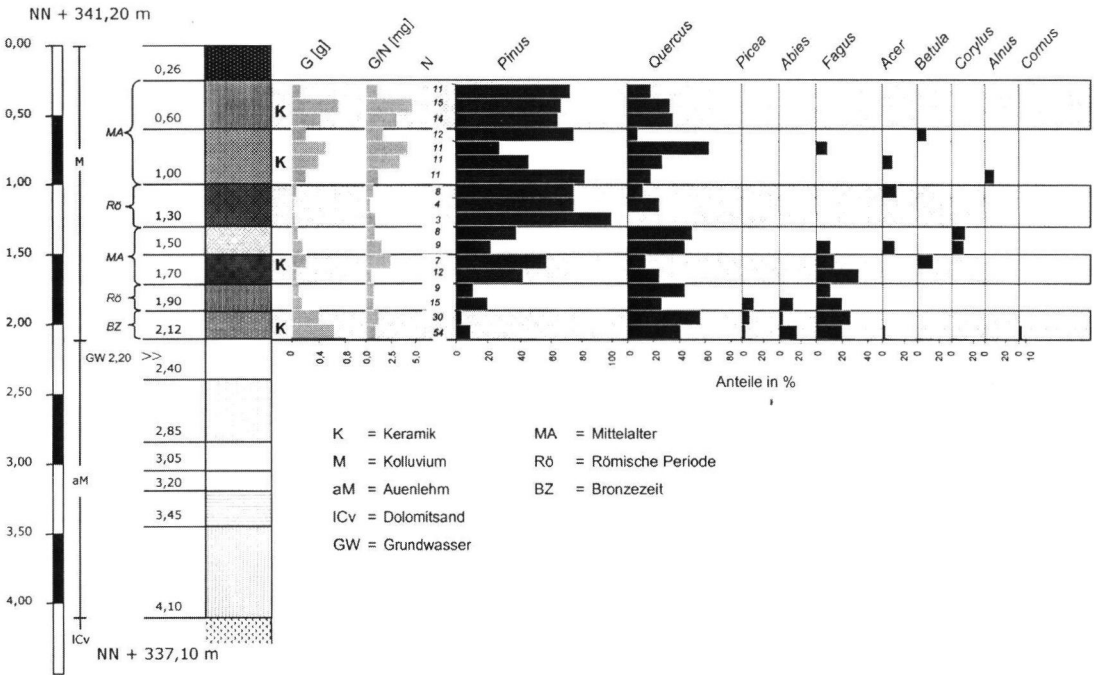 NN + 341,20 m
G [g] G/N [mg] N Pinus Quercus Picea Abies Fagus Acer Betula Corylus Alnus Cornus
0,00
0,26
11
0,50 0,60 K 15
14
MA 12
M K 11
11
1,00 1,00 11
8
Rö 4
1,30 3
8
1,50 1,50 9
MA K 7
1,70 12
9
Rö 1,90 15
30
2,00 BZ 2,12 K 54
0 0,4 0,8 0 2,5 5,0 0 20 40 60 80 100 0 20 40 60 80 0 20 0 20 0 20 40 0 20 0 20 0 20 0 20 0 10
GW 2,20 >>
2,40
Anteile in %
2,50
2,85
3,00 3,05
aM 3,20
3,45
3,50
4,00 4,10
ICv
NN + 337,10 m
K = Keramik MA = Mittelalter
M = Kolluvium Rö = Römische Periode
aM = Auenlehm BZ = Bronzezeit
ICv = Dolomitsand
GW = Grundwasser